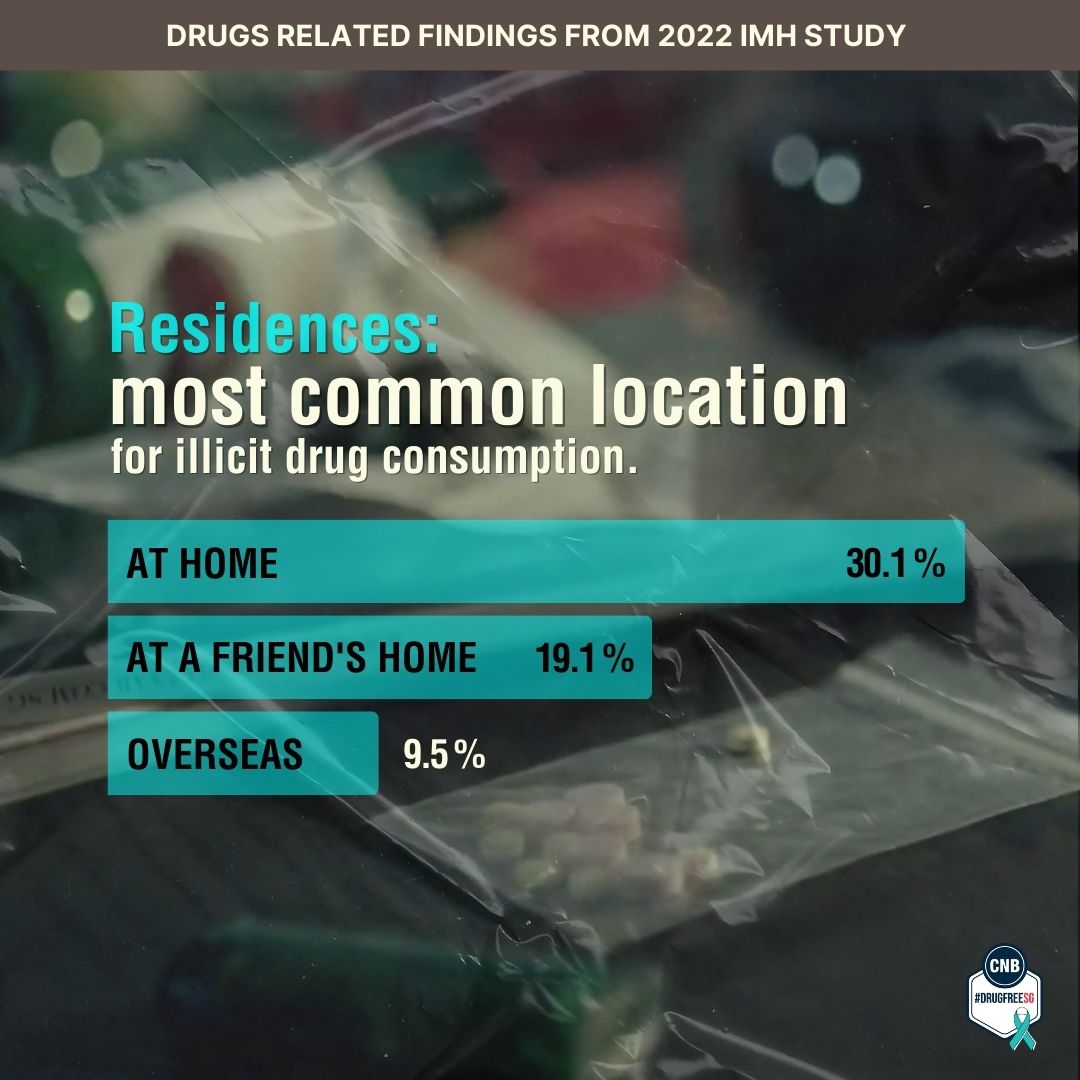 DRUGS RELATED FINDINGS FROM 2022 IMH STUDY
Residences:
most common location
for illicit drug consumption.
AT HOME 30.1%
AT A FRIEND'S HOME 19.1%
OVERSEAS 9.5%
CNB
#DRUGFREESG